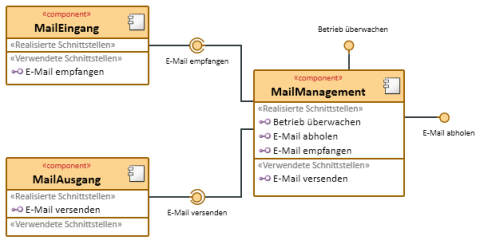 «component»
MailEingang
«Realisierte Schnittstellen»
«Verwendete Schnittstellen»
E-Mail empfangen
E-Mail empfangen
Betrieb überwachen
«component»
MailManagement
«Realisierte Schnittstellen»
Betrieb überwachen
E-Mail abholen
E-Mail empfangen
«Verwendete Schnittstellen»
E-Mail versenden
E-Mail abholen
«component»
MailAusgang
«Realisierte Schnittstellen»
E-Mail versenden
«Verwendete Schnittstellen»
E-Mail versenden